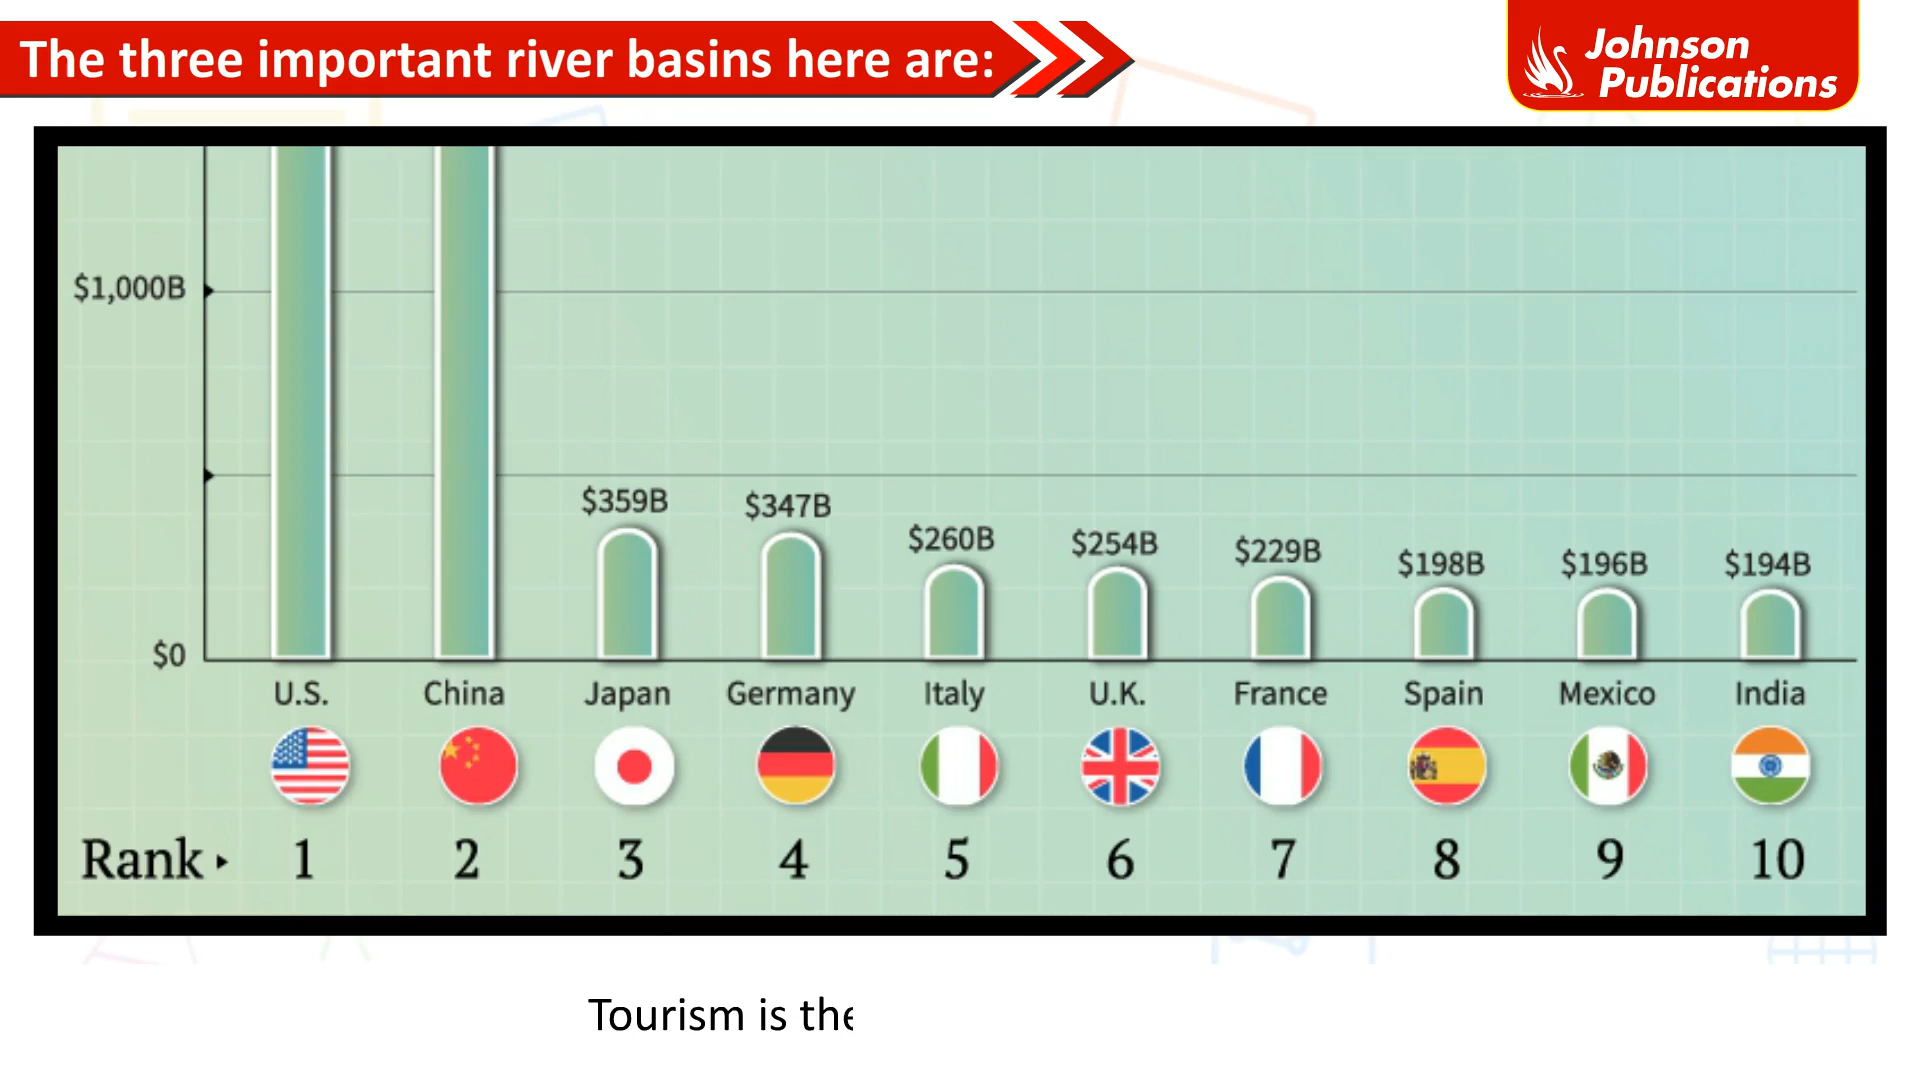 The three important river basins here are:
Johnson
Publications
$1,000B
$0
$359B
$347B
$260B
$254B
$229B
$198B
$196B
$194B
U.S.
China
Japan
Germany
Italy
U.K.
France
Spain
Mexico
India
Rank 1 2 3 4 5 6 7 8 9 10
Tourism is the